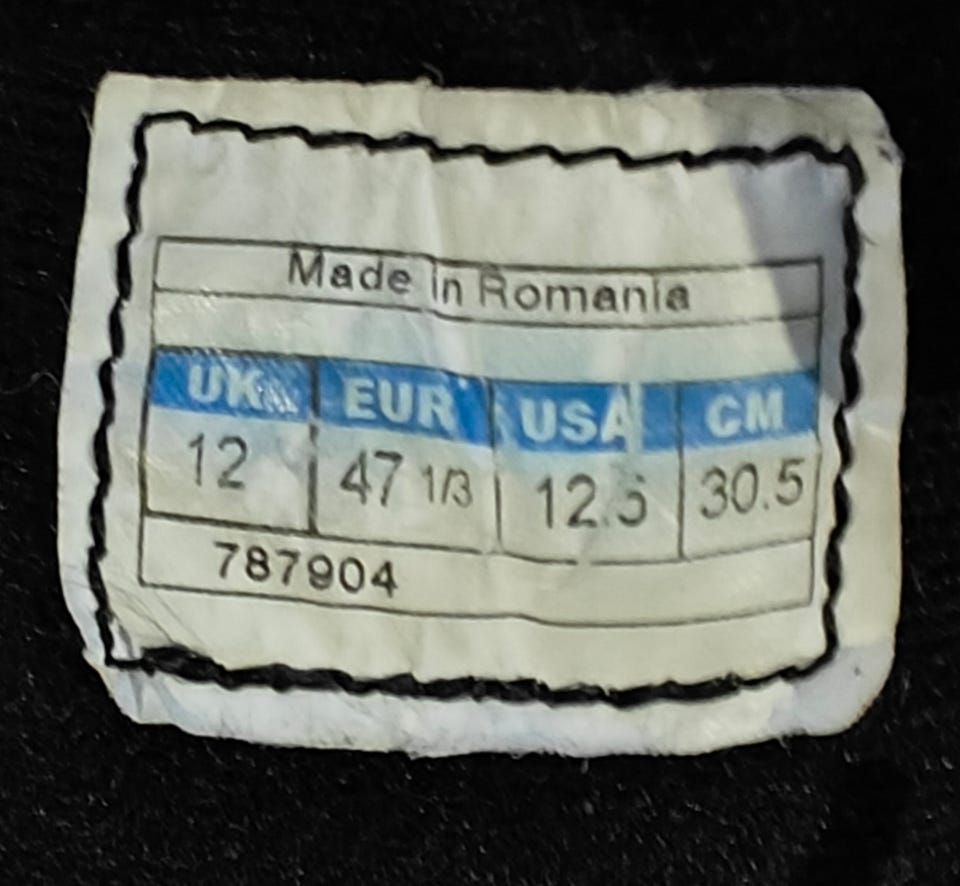 Made in Romania
UK EUR USA CM
12 47 1/3 12.5 30.5
787904